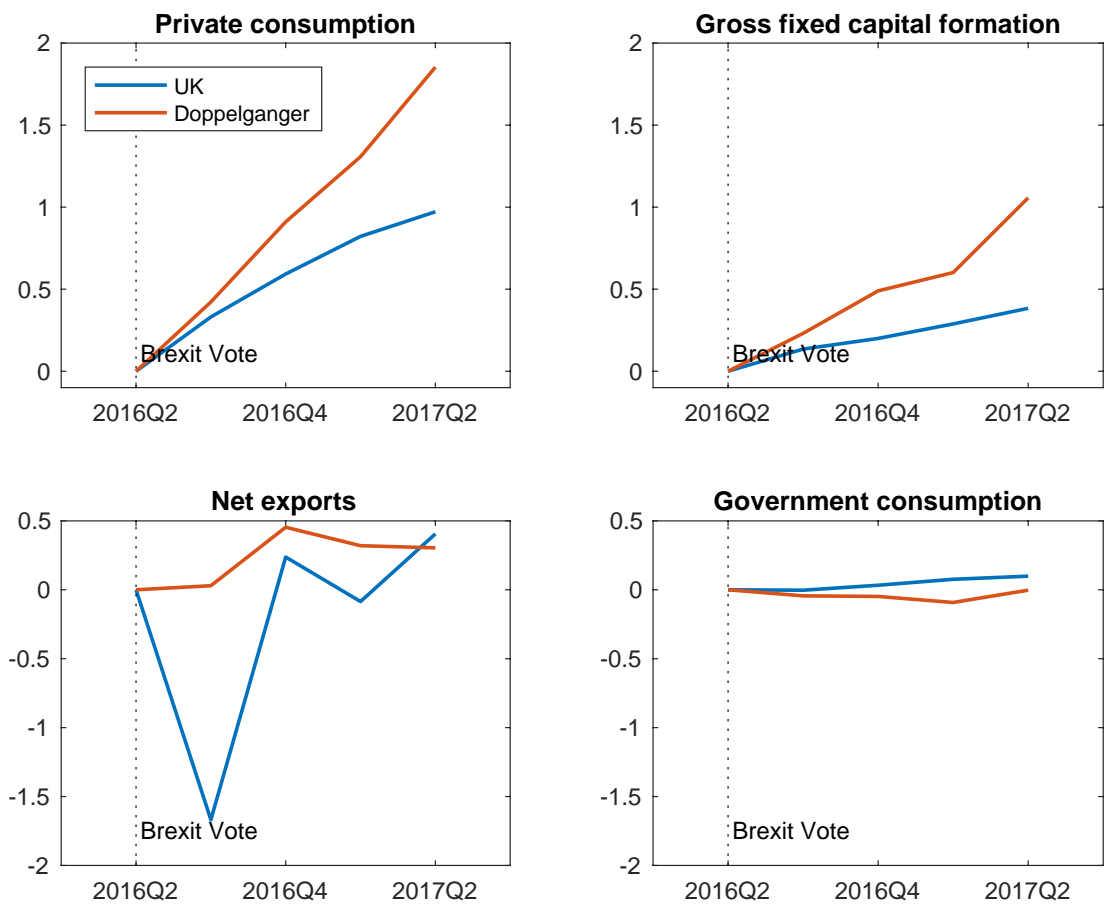 Private consumption
2
1.5
1
0.5
0
UK
Doppelganger
Brexit Vote
2016Q2 2016Q4 2017Q2
Gross fixed capital formation
2
1.5
1
0.5
0
Brexit Vote
2016Q2 2016Q4 2017Q2
Net exports
0.5
0
-0.5
-1
-1.5
-2
Brexit Vote
2016Q2 2016Q4 2017Q2
Government consumption
0.5
0
-0.5
-1
-1.5
-2
Brexit Vote
2016Q2 2016Q4 2017Q2